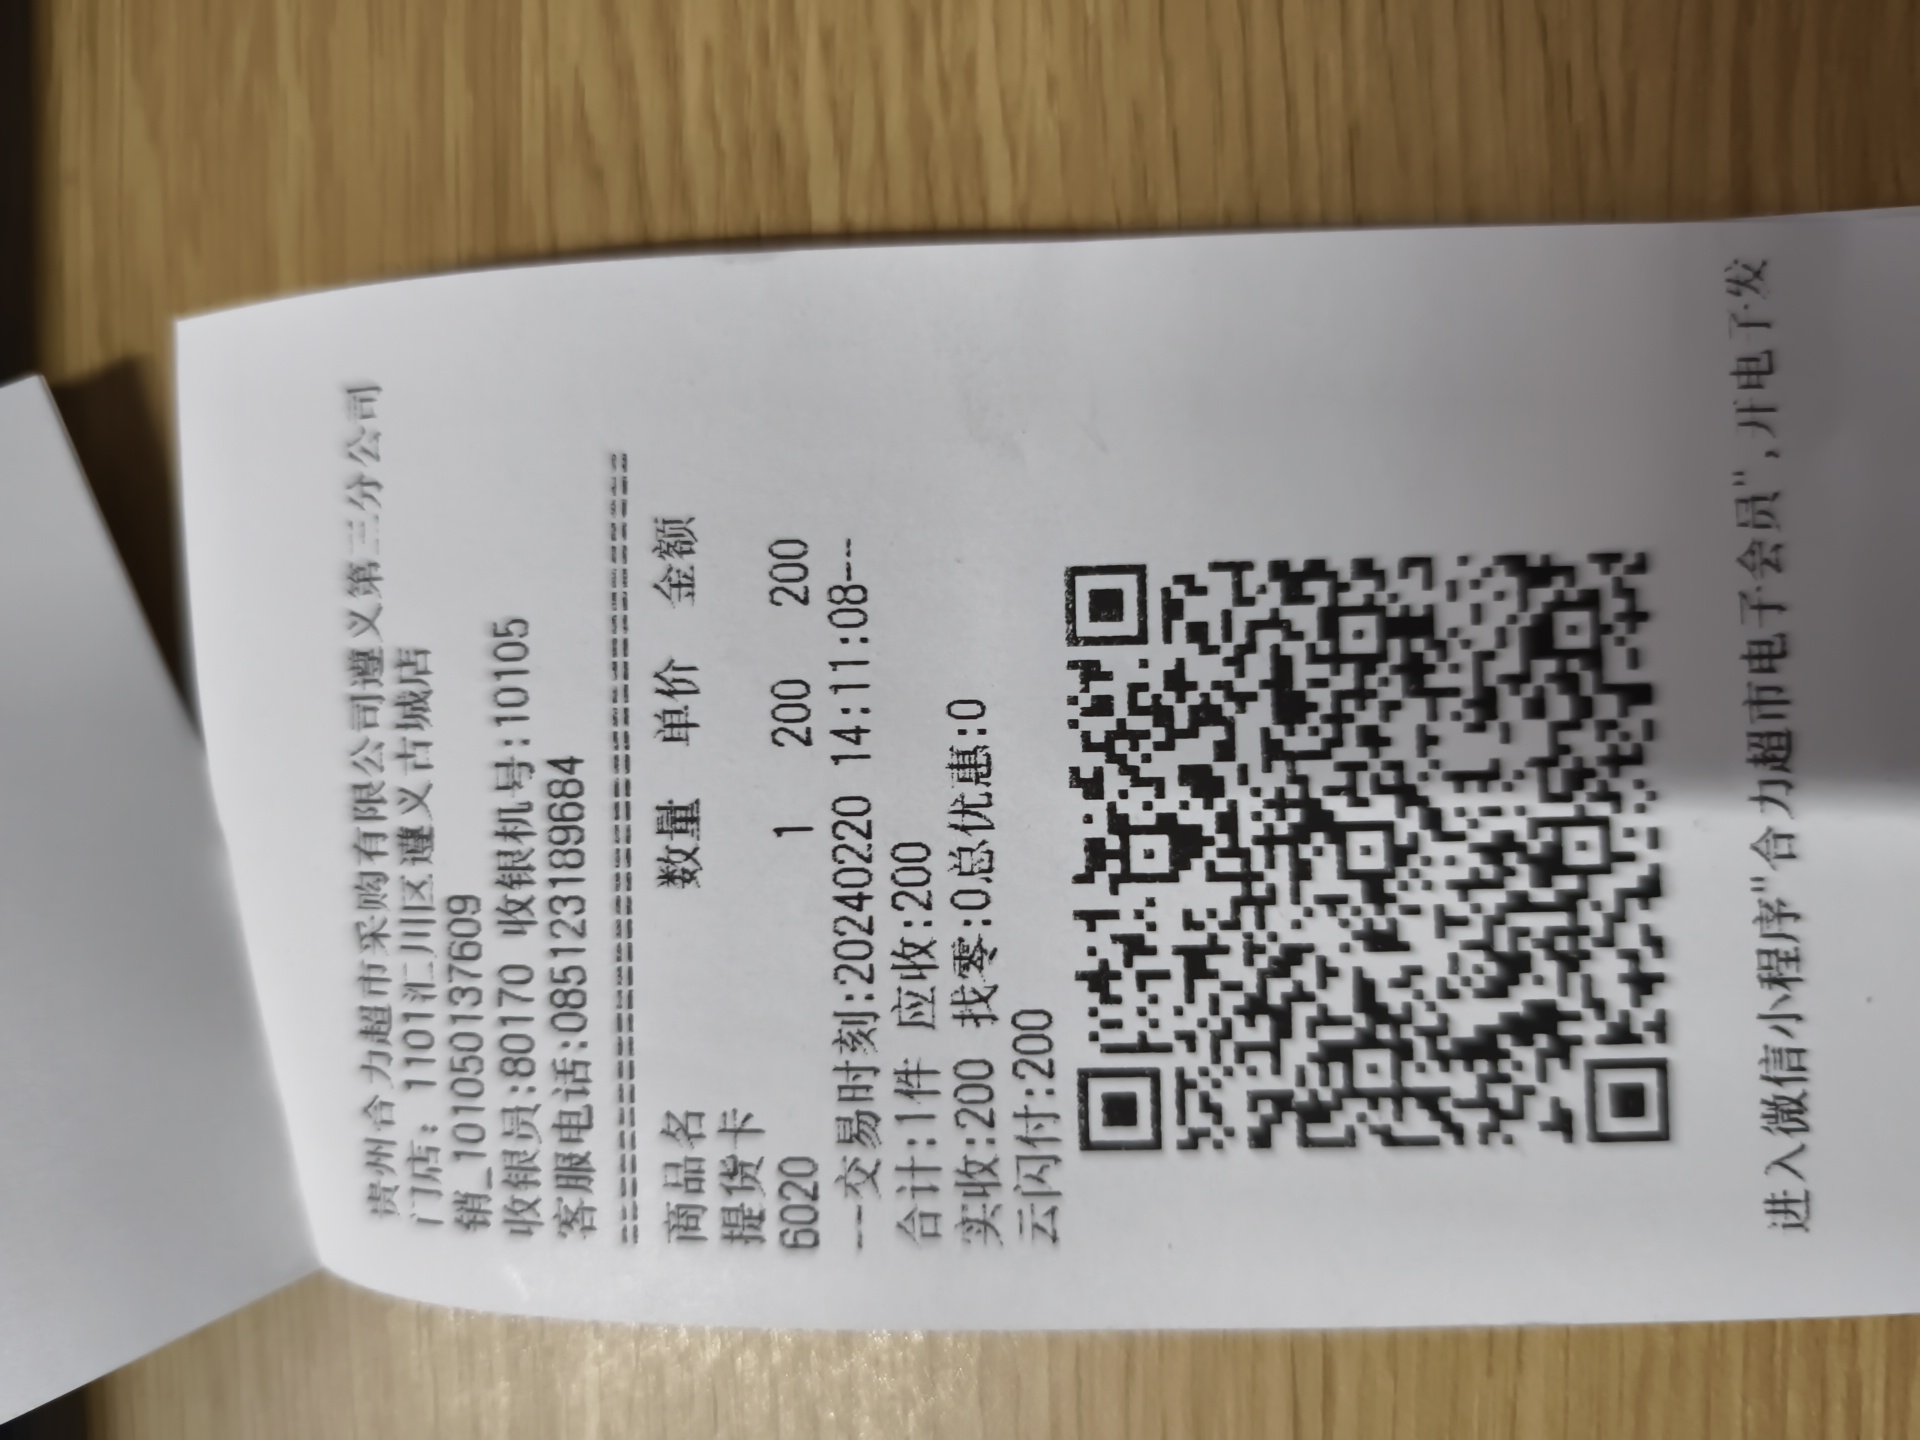 贵州合力超市采购有限公司遵义第三分公司
门店: 1101汇川区遵义古城店
销_1010501376​09
收银员:80170 收银机号:10105
客服电话:085123189684
================================
商品名 数量 单价 金额
提货卡
6020 1 200 200
--交易时刻:20240220 14:11:08--
合计:1件 应收:200
实收:200 找零:0总优惠:0
云闪付:200
进入微信小程序"合力超市电子会员",开电子发